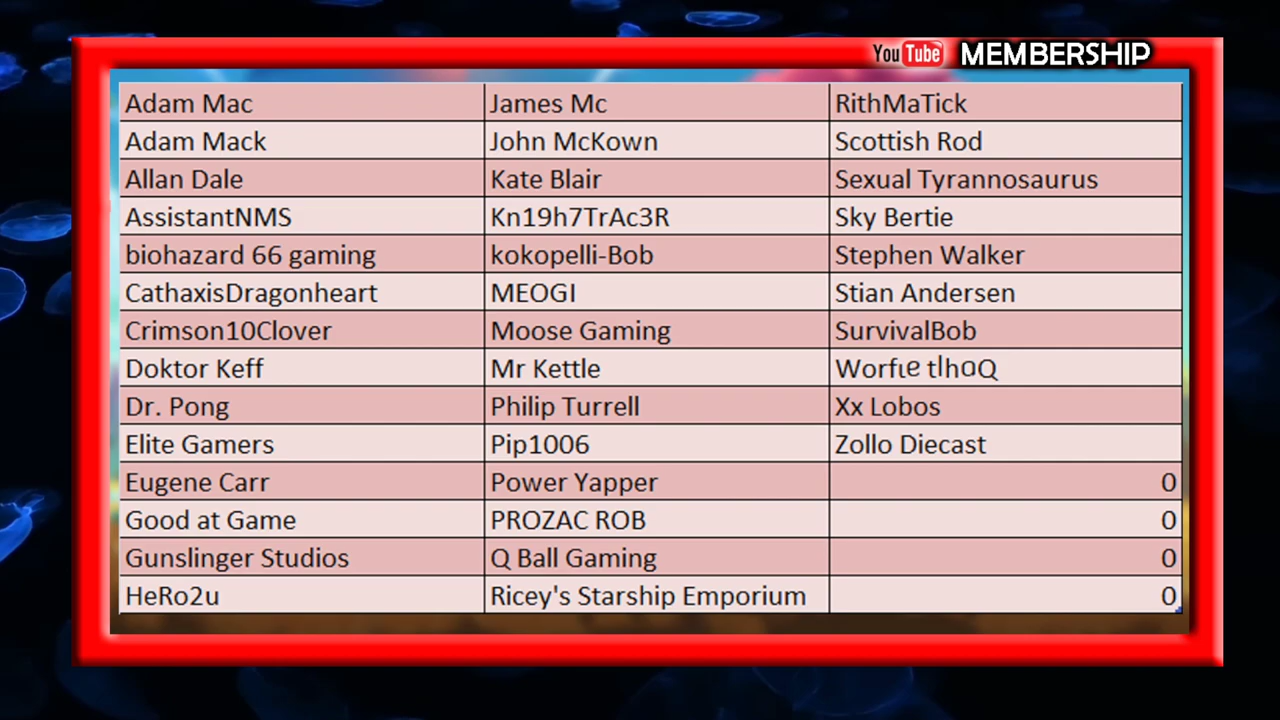 YouTube MEMBERSHIP
Adam Mac James Mc RithMaTick
Adam Mack John McKown Scottish Rod
Allan Dale Kate Blair Sexual Tyrannosaurus
AssistantNMS Kn19h7TrAc3R Sky Bertie
biohazard 66 gaming kokopelli-Bob Stephen Walker
CathaxisDragonheart MEOGI Stian Andersen
Crimson10Clover Moose Gaming SurvivalBob
Doktor Keff Mr Kettle Worfɩҽ tlhօQ
Dr. Pong Philip Turrell Xx Lobos
Elite Gamers Pip1006 Zollo Diecast
Eugene Carr Power Yapper 0
Good at Game PROZAC ROB 0
Gunslinger Studios Q Ball Gaming 0
HeRo2u Ricey's Starship Emporium 0